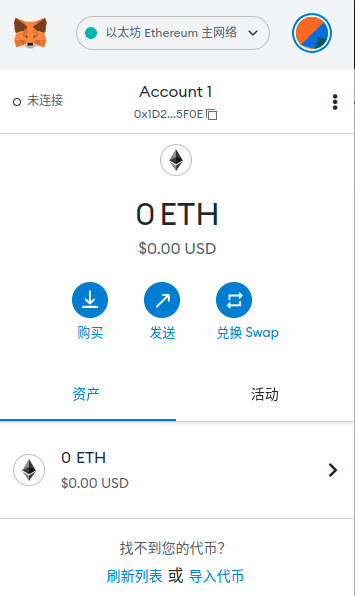 以太坊 Ethereum 主网络
未连接
Account 1
0x1D2...5F0E
0 ETH
$0.00 USD
购买
发送
兑换 Swap
资产
活动
0 ETH
$0.00 USD
找不到您的代币？
刷新列表 或 导入代币